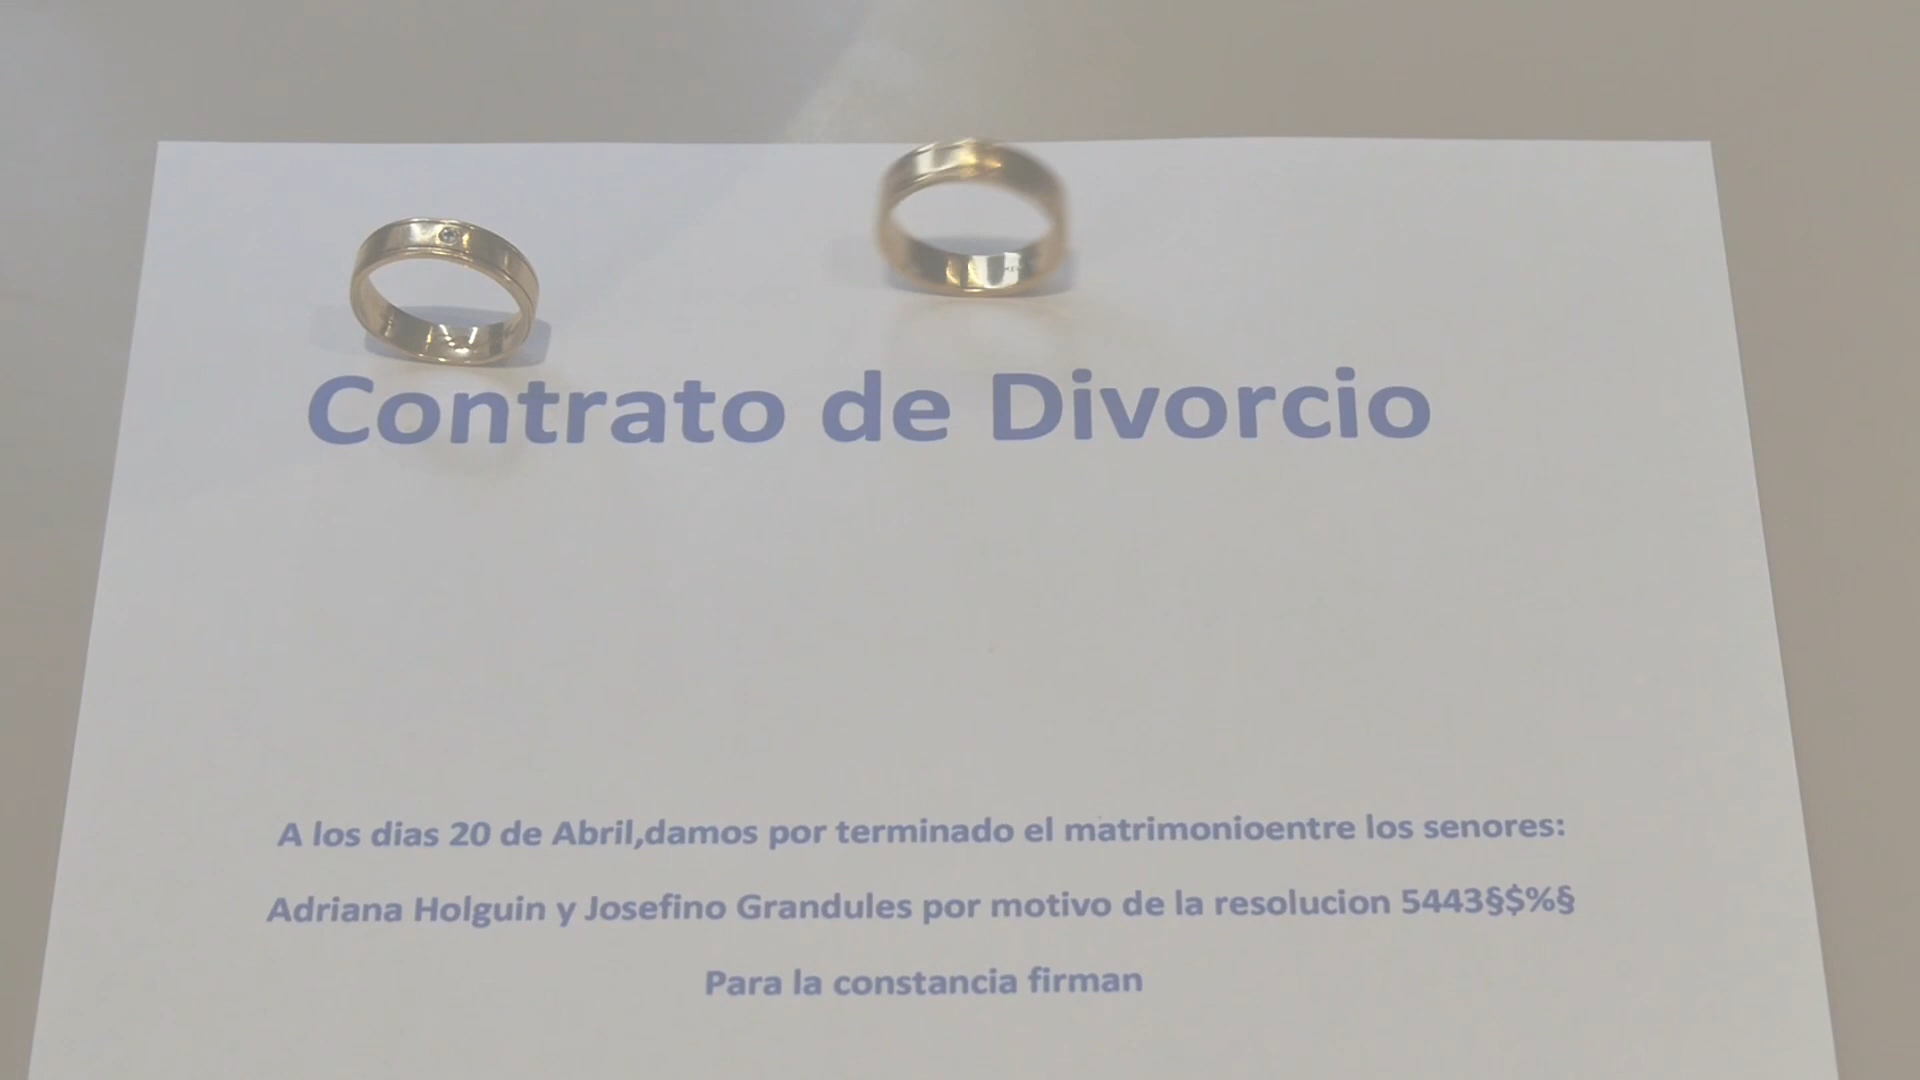 Contrato de Divorcio
A los dias 20 de Abril,damos por terminado el matrimonioentre los senores:
Adriana Holguin y Josefino Grandules por motivo de la resolucion 5443§$%§
Para la constancia firman